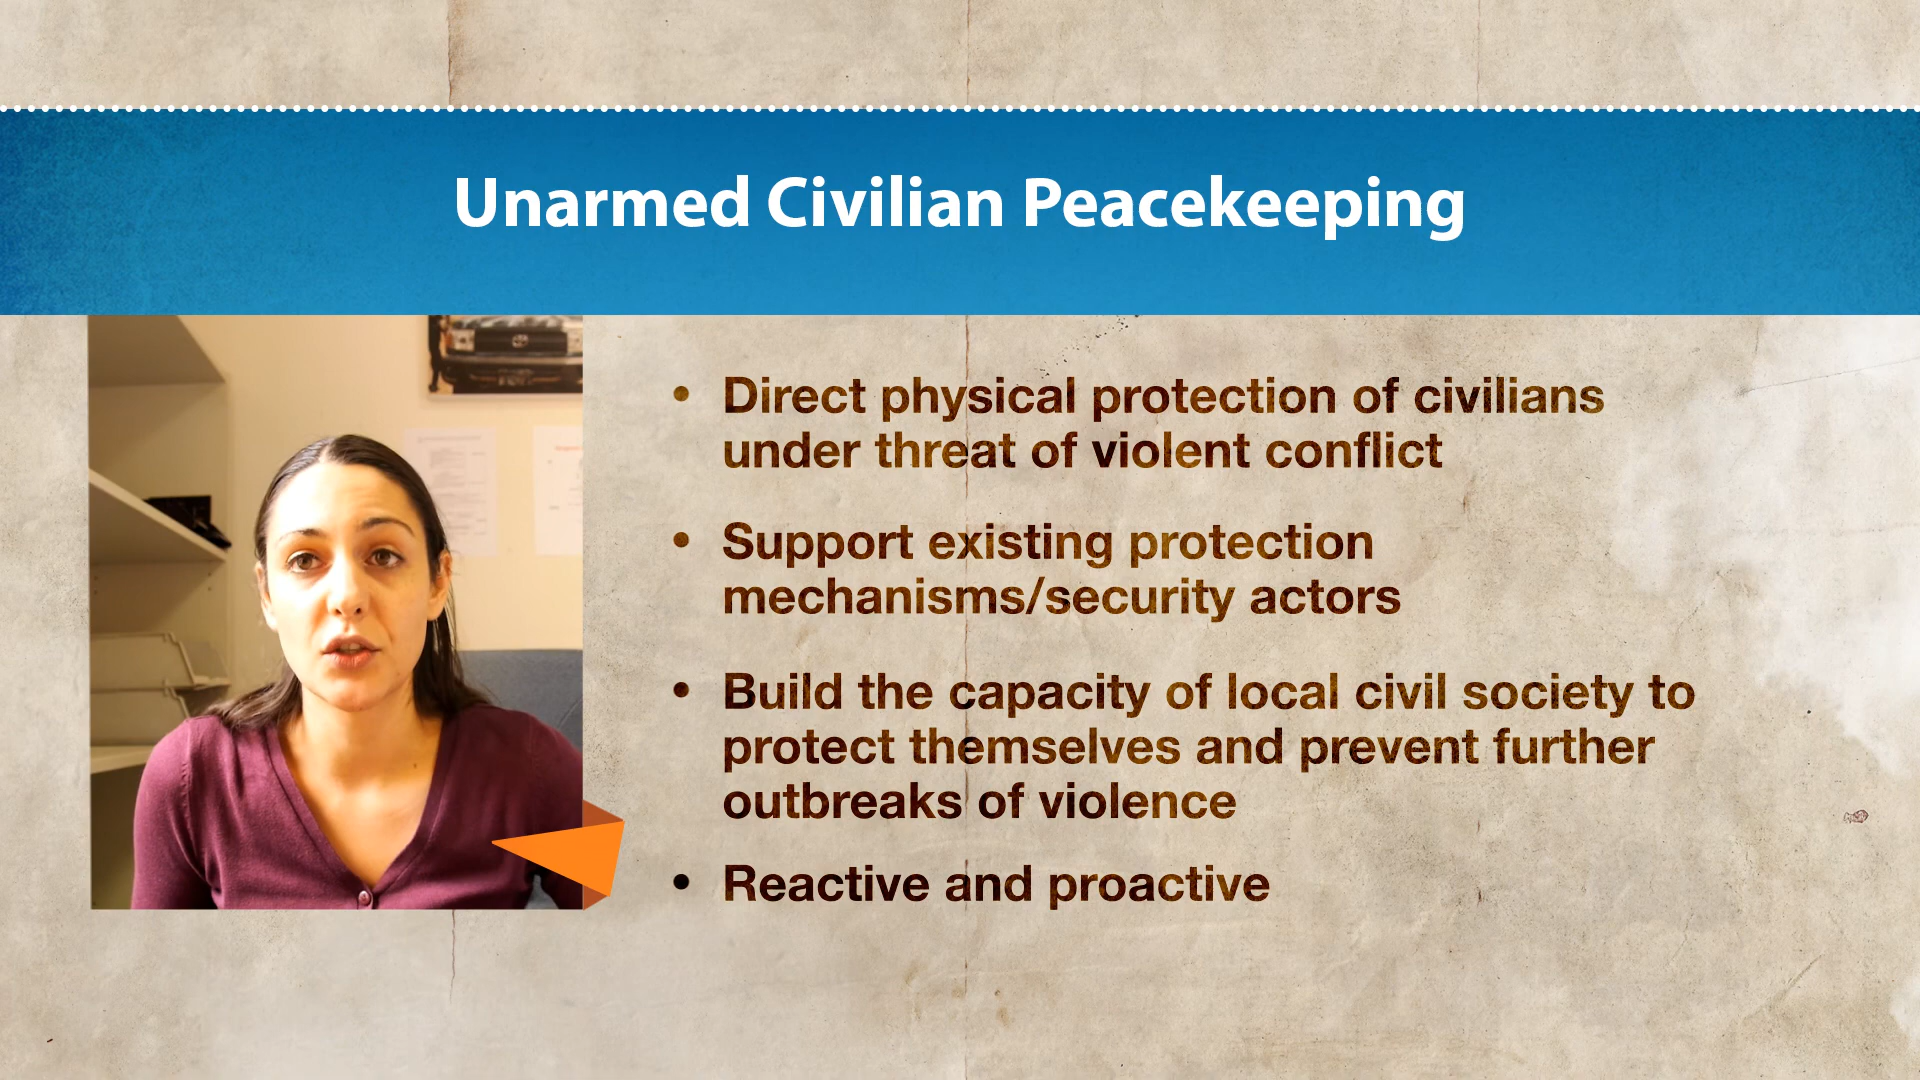 Unarmed Civilian Peacekeeping
• Direct physical protection of civilians
under threat of violent conflict
• Support existing protection
mechanisms/security actors
• Build the capacity of local civil society to
protect themselves and prevent further
outbreaks of violence
• Reactive and proactive